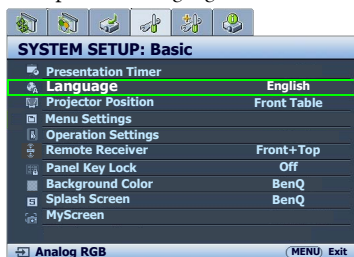 SYSTEM SETUP: Basic
Presentation Timer
Language English
Projector Position Front Table
Menu Settings
Operation Settings
Remote Receiver Front+Top
Panel Key Lock Off
Background Color BenQ
Splash Screen BenQ
MyScreen
Analog RGB MENU Exit